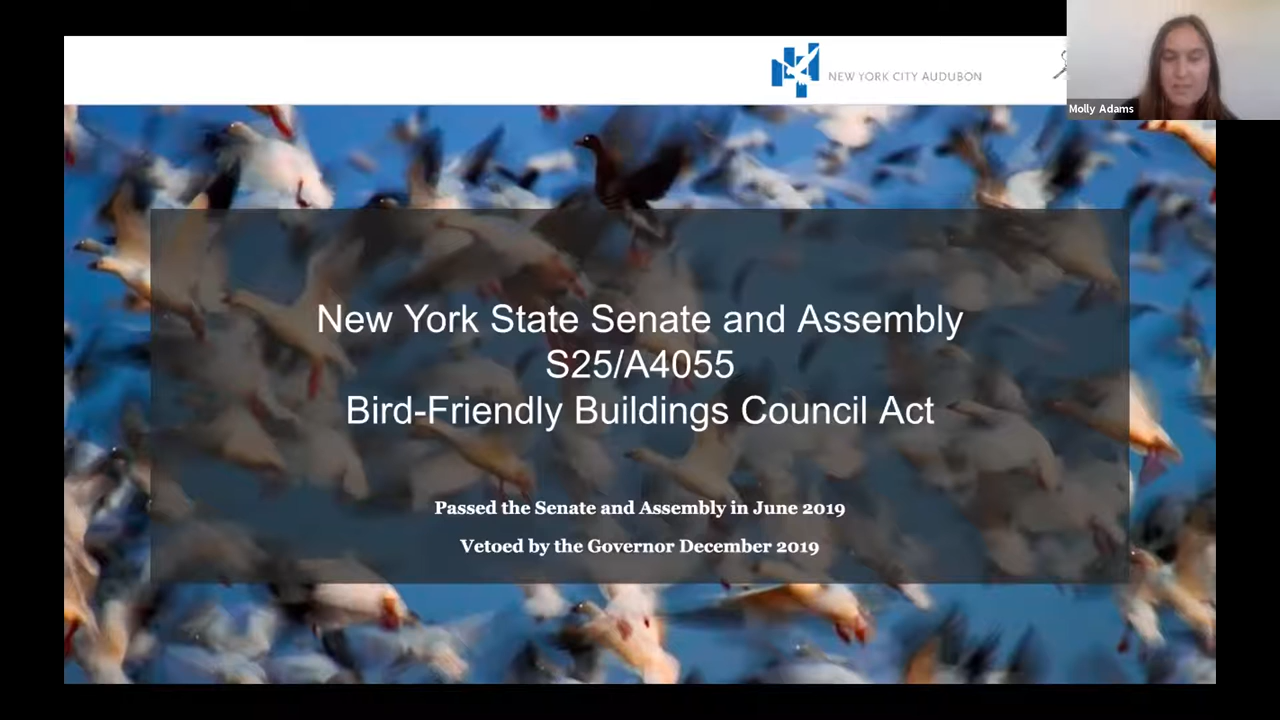 NEW YORK CITY AUDUBON
Molly Adams
New York State Senate and Assembly
S25/A4055
Bird-Friendly Buildings Council Act
Passed the Senate and Assembly in June 2019
Vetoed by the Governor December 2019